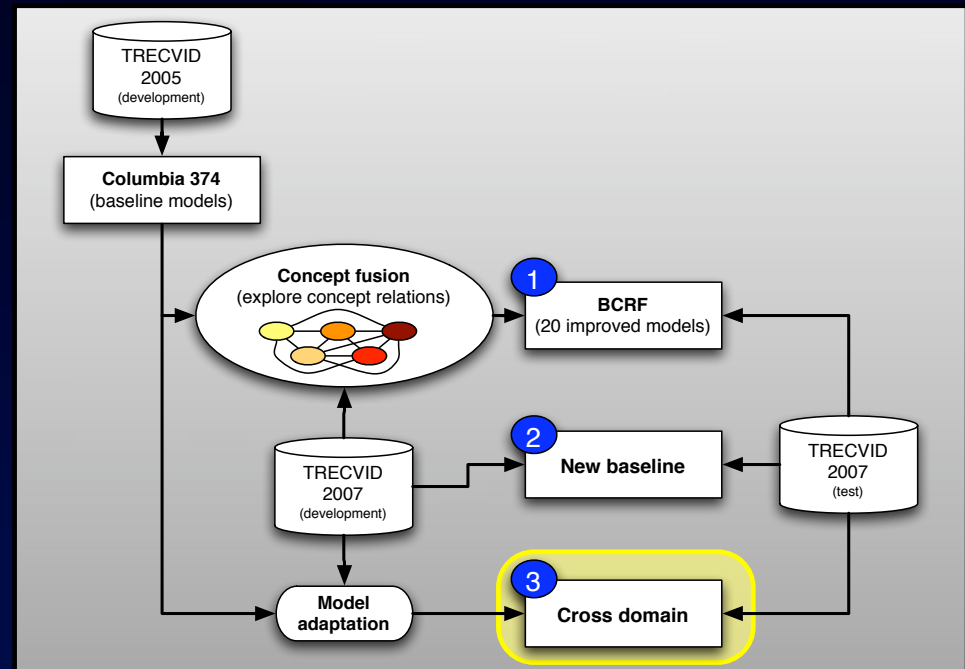 TRECVID
2005
(development)
Columbia 374
(baseline models)
Concept fusion
(explore concept relations)
1
BCRF
(20 improved models)
TRECVID
2007
(development)
2
New baseline
TRECVID
2007
(test)
Model
adaptation
3
Cross domain